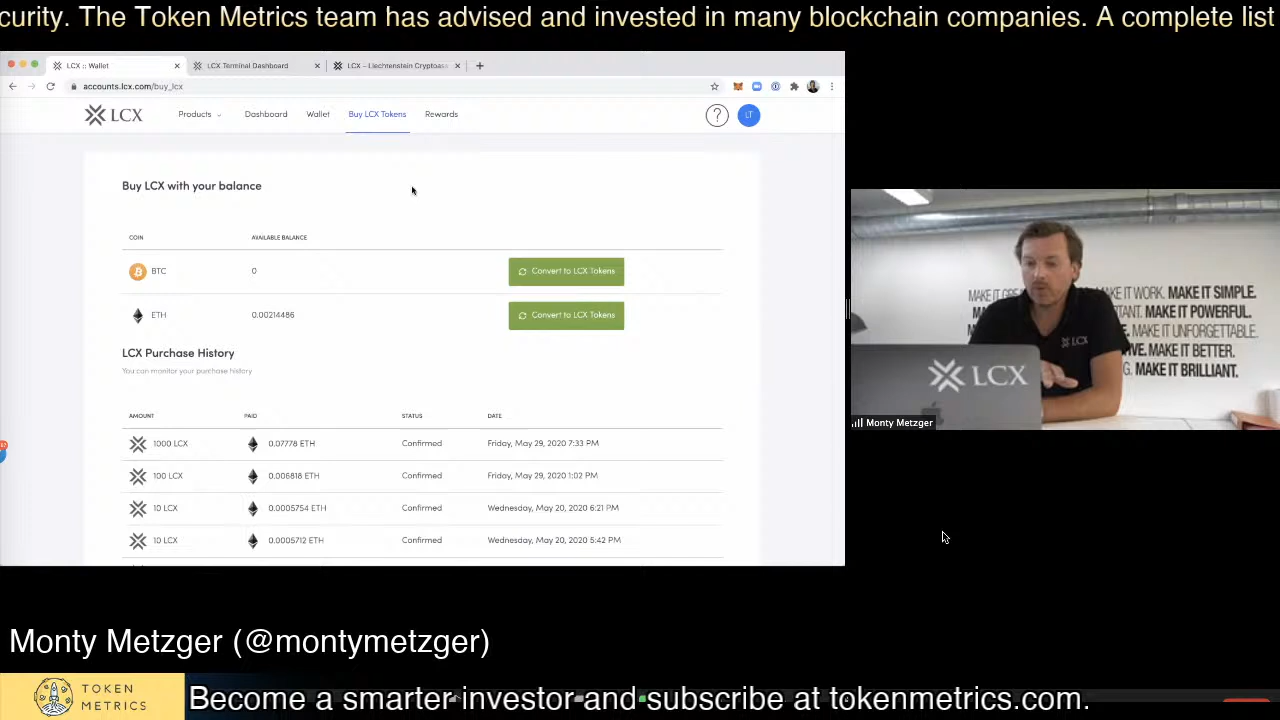 curity. The Token Metrics team has advised and invested in many blockchain companies. A complete list
LCX :: Wallet
LCX Terminal Dashboard
LCX – Liechtenstein Cryptoass
accounts.lcx.com/buy_lcx
LCX
Products
Dashboard
Wallet
Buy LCX Tokens
Rewards
?
LT
Buy LCX with your balance
COIN AVAILABLE BALANCE
BTC 0 Convert to LCX Tokens
ETH 0.00214486 Convert to LCX Tokens
LCX Purchase History
You can monitor your purchase history
AMOUNT PAID STATUS DATE
1000 LCX 0.07778 ETH Confirmed Friday, May 29, 2020 7:33 PM
100 LCX 0.006818 ETH Confirmed Friday, May 29, 2020 1:02 PM
10 LCX 0.0005754 ETH Confirmed Wednesday, May 20, 2020 6:21 PM
10 LCX 0.0005712 ETH Confirmed Wednesday, May 20, 2020 5:42 PM
MAKE IT WORK. MAKE IT SIMPLE.
MAKE IT POWERFUL.
MAKE IT UNFORGETTABLE.
MAKE IT BETTER.
MAKE IT BRILLIANT.
LCX
LCX
Monty Metzger
Monty Metzger (@montymetzger)
TOKEN
METRICS
Become a smarter investor and subscribe at tokenmetrics.com.